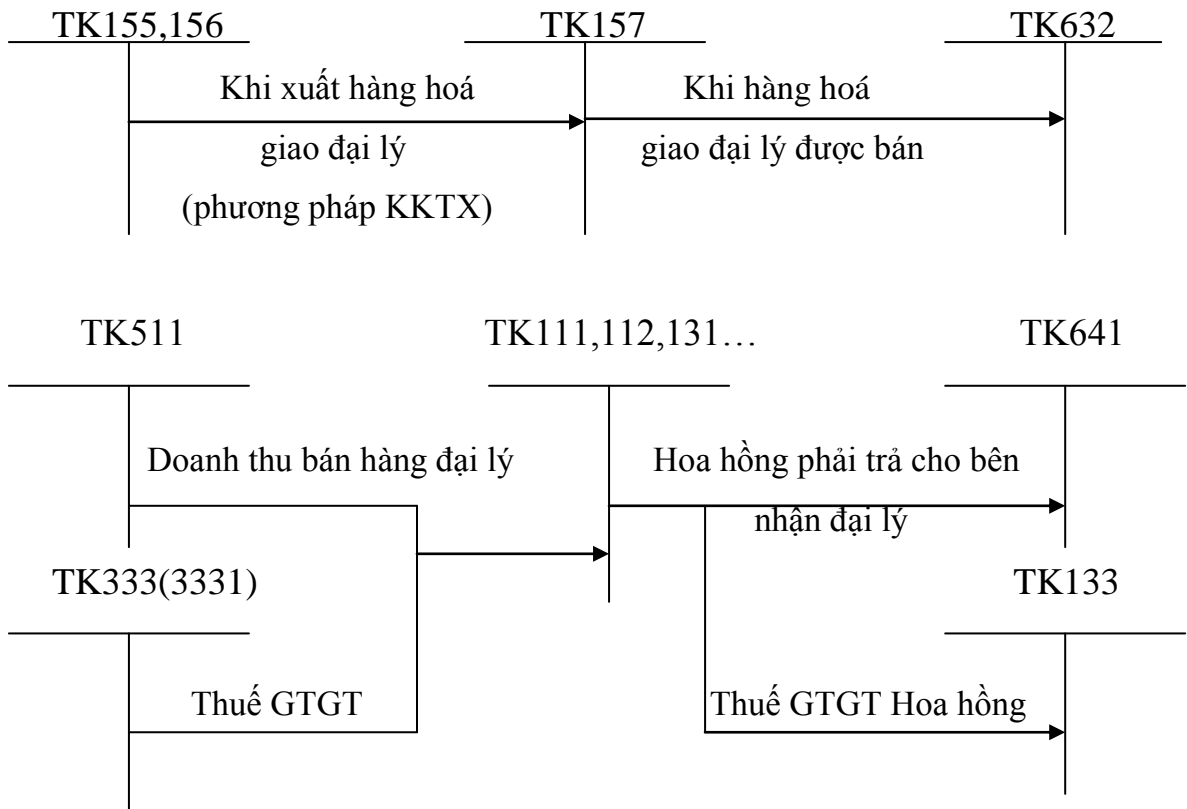 TK155,156
TK157
TK632
Khi xuất hàng hoá
giao đại lý
(phương pháp KKTX)
Khi hàng hoá
giao đại lý được bán
TK511
TK111,112,131…
TK641
Doanh thu bán hàng đại lý
Hoa hồng phải trả cho bên
nhận đại lý
TK333(3331)
TK133
Thuế GTGT
Thuế GTGT Hoa hồng